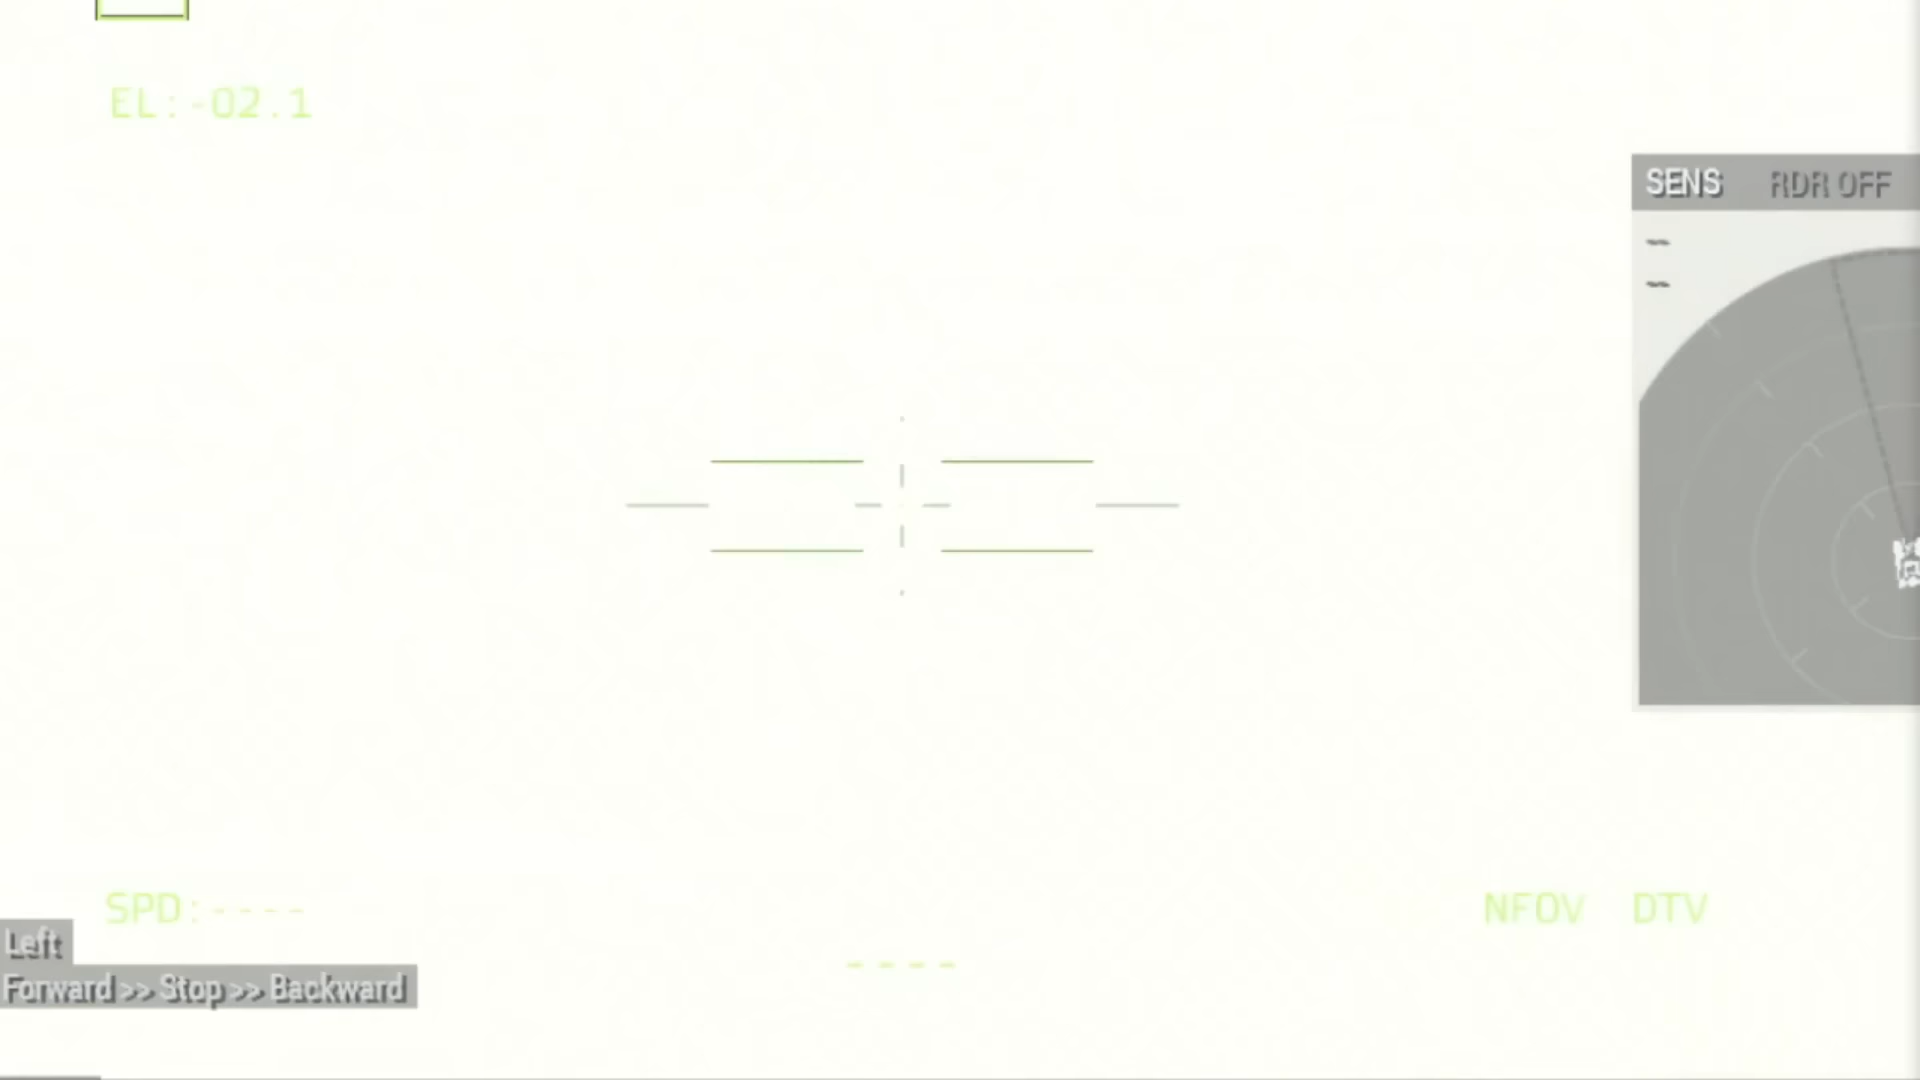 EL:-02.1
SENS RDR OFF
--
--
SPD:----
NFOV DTV
Left
Forward >> Stop >> Backward
----